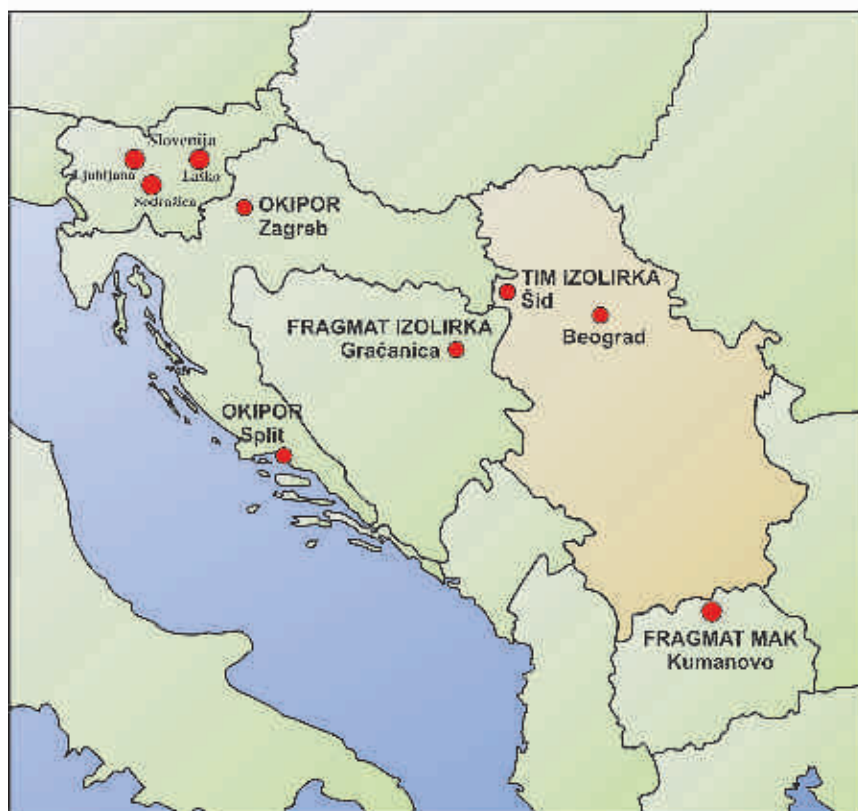 Slovenija
Ljubljana
Laško
Sodražica
OKIPOR
Zagreb
TIM IZOLIRKA
Šid
FRAGMAT IZOLIRKA
Gračanica
Beograd
OKIPOR
Split
FRAGMAT MAK
Kumanovo